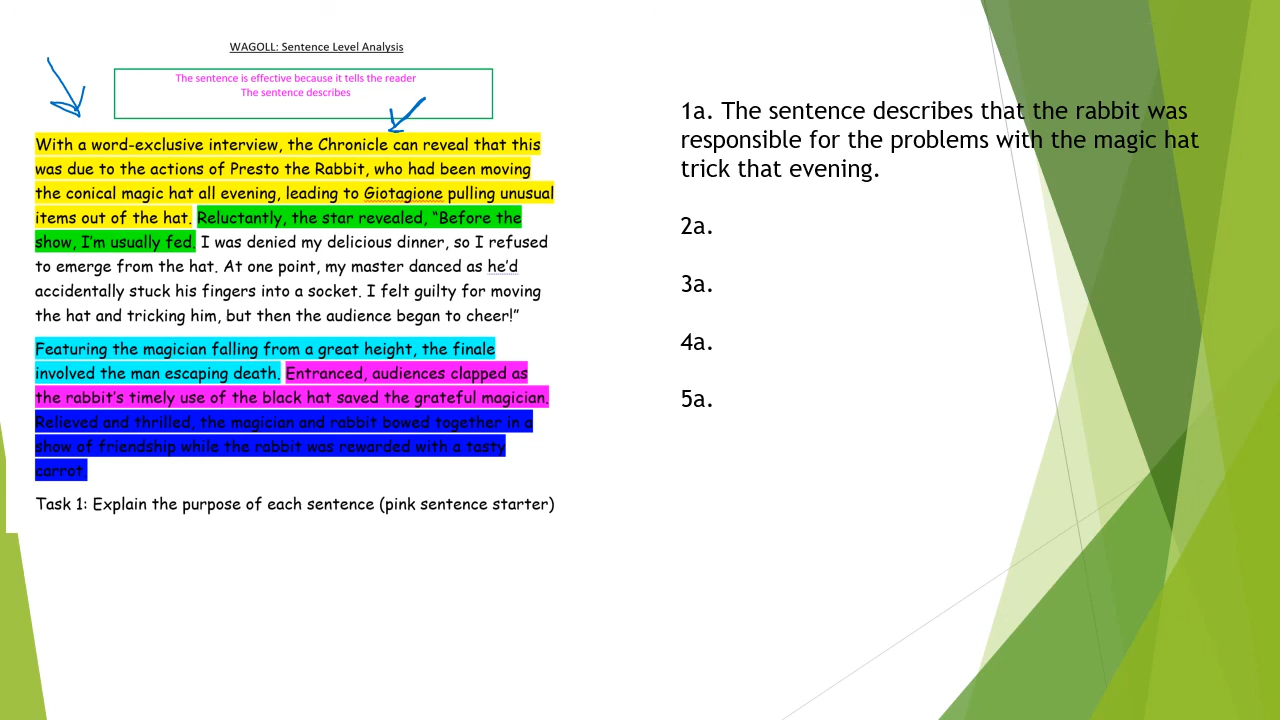 WAGOLL: Sentence Level Analysis
The sentence is effective because it tells the reader
The sentence describes
With a word-exclusive interview, the Chronicle can reveal that this
was due to the actions of Presto the Rabbit, who had been moving
the conical magic hat all evening, leading to Giotagione pulling unusual
items out of the hat. Reluctantly, the star revealed, “Before the
show, I’m usually fed. I was denied my delicious dinner, so I refused
to emerge from the hat. At one point, my master danced as he’d
accidentally stuck his fingers into a socket. I felt guilty for moving
the hat and tricking him, but then the audience began to cheer!”
Featuring the magician falling from a great height, the finale
involved the man escaping death. Entranced, audiences clapped as
the rabbit’s timely use of the black hat saved the grateful magician.
Relieved and thrilled, the magician and rabbit bowed together in a
show of friendship while the rabbit was rewarded with a tasty
carrot.
Task 1: Explain the purpose of each sentence (pink sentence starter)
1a. The sentence describes that the rabbit was
responsible for the problems with the magic hat
trick that evening.
2a.
3a.
4a.
5a.